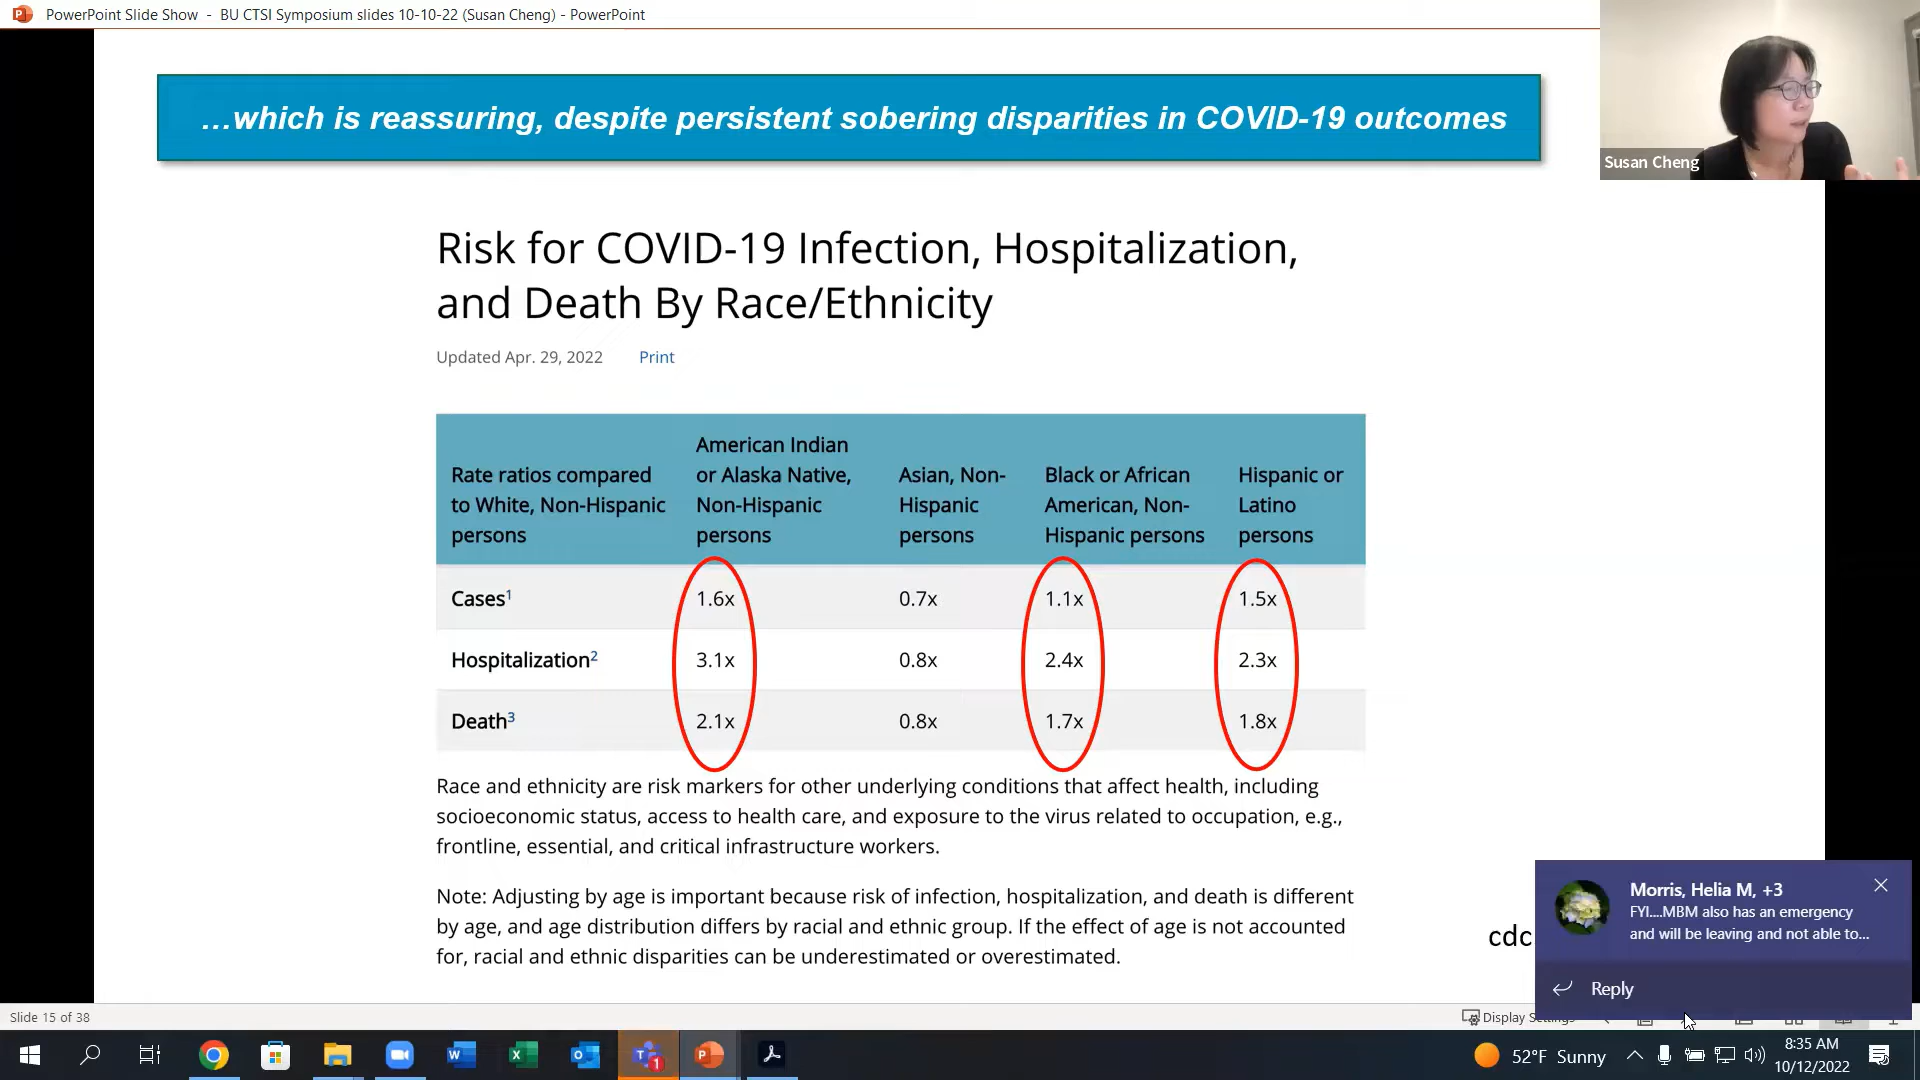 PowerPoint Slide Show - BU CTSI Symposium slides 10-10-22 (Susan Cheng) - PowerPoint
...which is reassuring, despite persistent sobering disparities in COVID-19 outcomes
Susan Cheng
Risk for COVID-19 Infection, Hospitalization,
and Death By Race/Ethnicity
Updated Apr. 29, 2022 Print
Rate ratios compared
to White, Non-Hispanic
persons
American Indian
or Alaska Native,
Non-Hispanic
persons
Asian, Non-
Hispanic
persons
Black or African
American, Non-
Hispanic persons
Hispanic or
Latino
persons
Cases1 1.6x 0.7x 1.1x 1.5x
Hospitalization2 3.1x 0.8x 2.4x 2.3x
Death3 2.1x 0.8x 1.7x 1.8x
Race and ethnicity are risk markers for other underlying conditions that affect health, including
socioeconomic status, access to health care, and exposure to the virus related to occupation, e.g.,
frontline, essential, and critical infrastructure workers.
Note: Adjusting by age is important because risk of infection, hospitalization, and death is different
by age, and age distribution differs by racial and ethnic group. If the effect of age is not accounted
for, racial and ethnic disparities can be underestimated or overestimated.
cdc
Morris, Helia M, +3
FYI....MBM also has an emergency
and will be leaving and not able to...
Reply
Slide 15 of 38
Display Settings
52°F Sunny
8:35 AM
10/12/2022